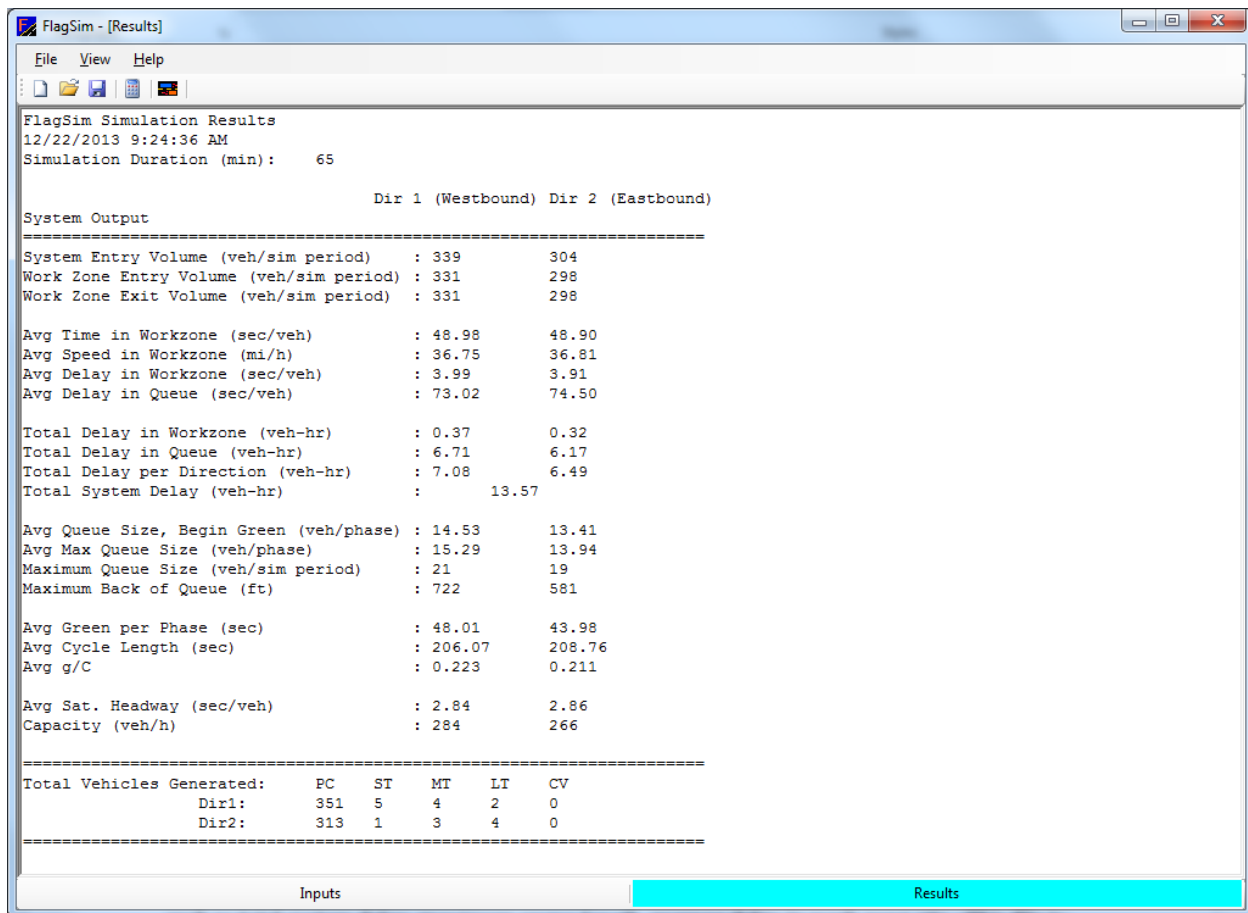 FlagSim - [Results]
File View Help
FlagSim Simulation Results
12/22/2013 9:24:36 AM
Simulation Duration (min): 65
Dir 1 (Westbound) Dir 2 (Eastbound)
System Output
=====================================================================
System Entry Volume (veh/sim period) : 339 304
Work Zone Entry Volume (veh/sim period) : 331 298
Work Zone Exit Volume (veh/sim period) : 331 298
Avg Time in Workzone (sec/veh) : 48.98 48.90
Avg Speed in Workzone (mi/h) : 36.75 36.81
Avg Delay in Workzone (sec/veh) : 3.99 3.91
Avg Delay in Queue (sec/veh) : 73.02 74.50
Total Delay in Workzone (veh-hr) : 0.37 0.32
Total Delay in Queue (veh-hr) : 6.71 6.17
Total Delay per Direction (veh-hr) : 7.08 6.49
Total System Delay (veh-hr) : 13.57
Avg Queue Size, Begin Green (veh/phase) : 14.53 13.41
Avg Max Queue Size (veh/phase) : 15.29 13.94
Maximum Queue Size (veh/sim period) : 21 19
Maximum Back of Queue (ft) : 722 581
Avg Green per Phase (sec) : 48.01 43.98
Avg Cycle Length (sec) : 206.07 208.76
Avg g/C : 0.223 0.211
Avg Sat. Headway (sec/veh) : 2.84 2.86
Capacity (veh/h) : 284 266
=====================================================================
Total Vehicles Generated: PC ST MT LT CV
Dir1: 351 5 4 2 0
Dir2: 313 1 3 4 0
=====================================================================
Inputs Results